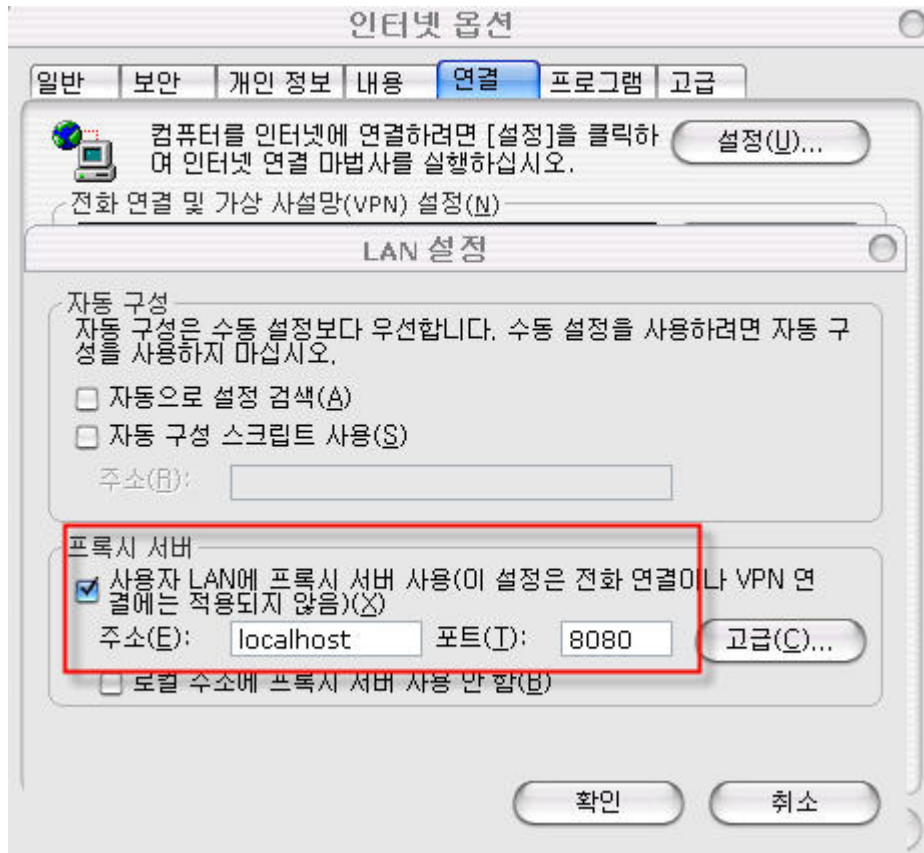 인터넷 옵션
일반 보안 개인 정보 내용 연결 프로그램 고급
컴퓨터를 인터넷에 연결하려면 [설정]을 클릭하 설정(U)...
여 인터넷 연결 마법사를 실행하십시오.
전화 연결 및 가상 사설망(VPN) 설정(N)
LAN 설정
자동 구성
자동 구성은 수동 설정보다 우선합니다. 수동 설정을 사용하려면 자동 구
성을 사용하지 마십시오.
자동으로 설정 검색(A)
자동 구성 스크립트 사용(S)
주소(R):
프록시 서버
사용자 LAN에 프록시 서버 사용(이 설정은 전화 연결이나 VPN 연
결에는 적용되지 않음)(X)
주소(E): localhost 포트(T): 8080 고급(C)...
로컬 주소에 프록시 서버 사용 안 함(B)
확인 취소